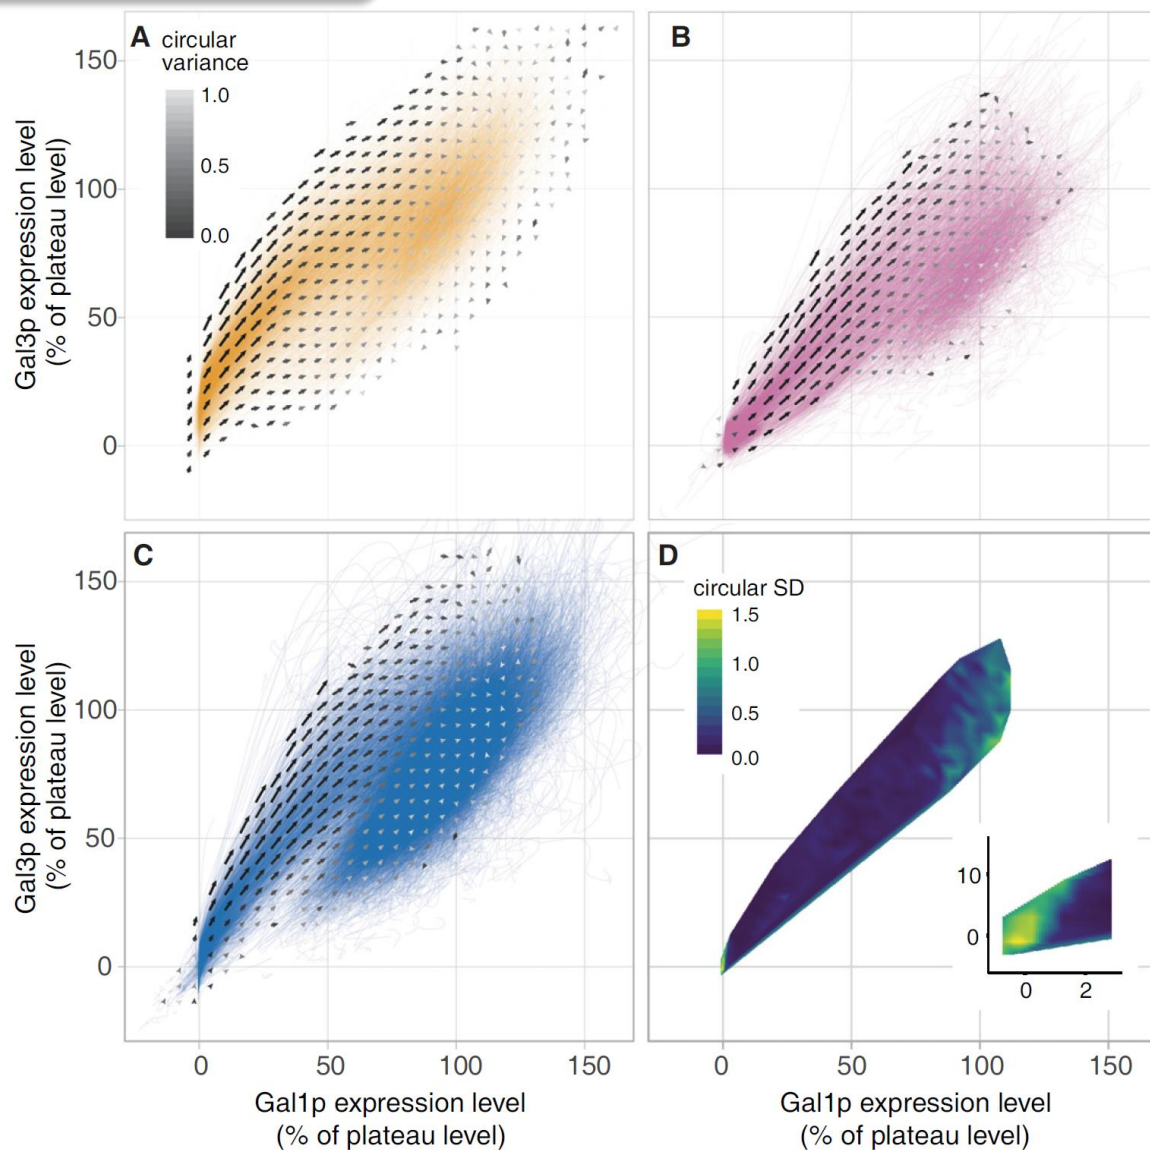 A
circular
variance
1.0
0.5
0.0
150
100
50
0
Gal3p expression level
(% of plateau level)
B
C
150
100
50
0
Gal3p expression level
(% of plateau level)
0
50
100
150
Gal1p expression level
(% of plateau level)
D
circular SD
1.5
1.0
0.5
0.0
10
0
0
2
0
50
100
150
Gal1p expression level
(% of plateau level)